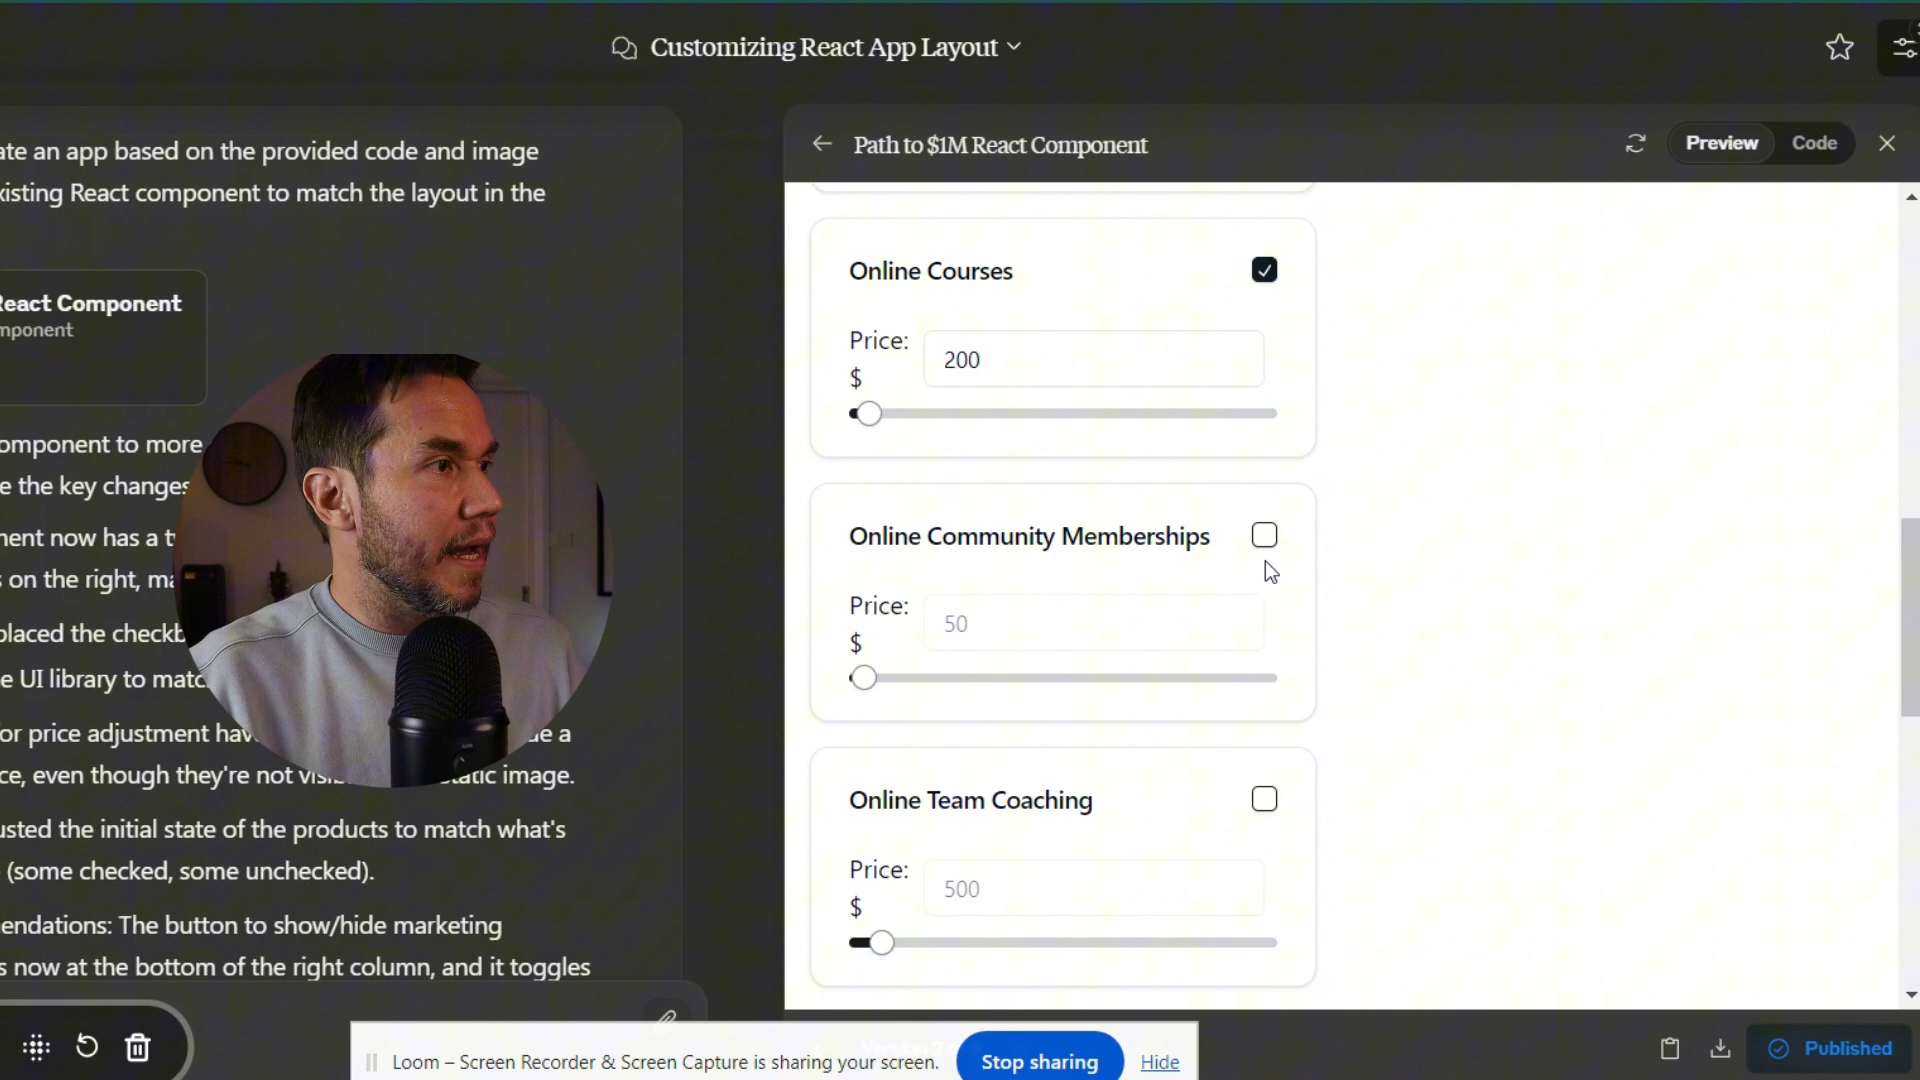 Customizing React App Layout
ate an app based on the provided code and image
xisting React component to match the layout in the
React Component
mponent
omponent to more
e the key changes
nent now has a t
s on the right, ma
placed the checkb
e UI library to matc
or price adjustment hav
de a
ce, even though they're not vis
static image.
usted the initial state of the products to match what's
(some checked, some unchecked).
endations: The button to show/hide marketing
s now at the bottom of the right column, and it toggles
Path to $1M React Component
Preview
Code
Online Courses
Price:
$
200
Online Community Memberships
Price:
$
50
Online Team Coaching
Price:
$
500
Loom – Screen Recorder & Screen Capture is sharing your screen.
Stop sharing
Hide
Published